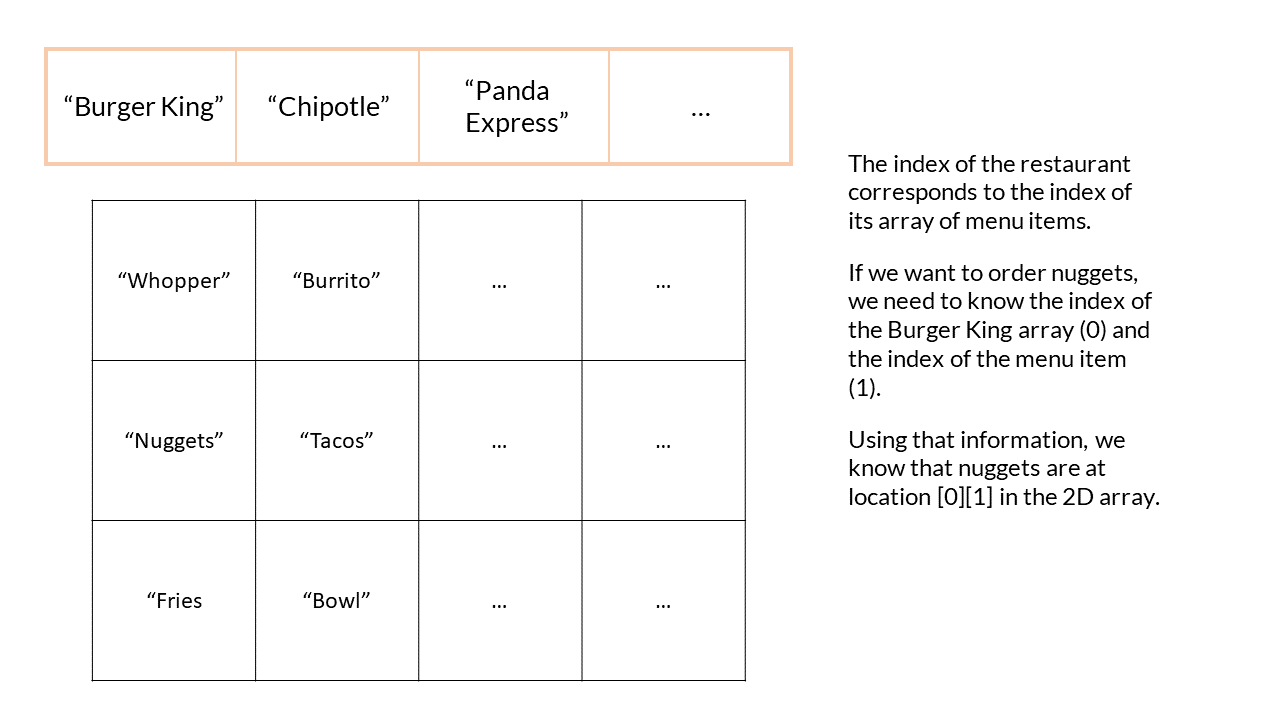 “Burger King” “Chipotle” “Panda Express” ...
“Whopper” “Burrito” ... ...
“Nuggets” “Tacos” ... ...
“Fries “Bowl” ... ...
The index of the restaurant
corresponds to the index of
its array of menu items.
If we want to order nuggets,
we need to know the index of
the Burger King array (0) and
the index of the menu item
(1).
Using that information, we
know that nuggets are at
location [0][1] in the 2D array.